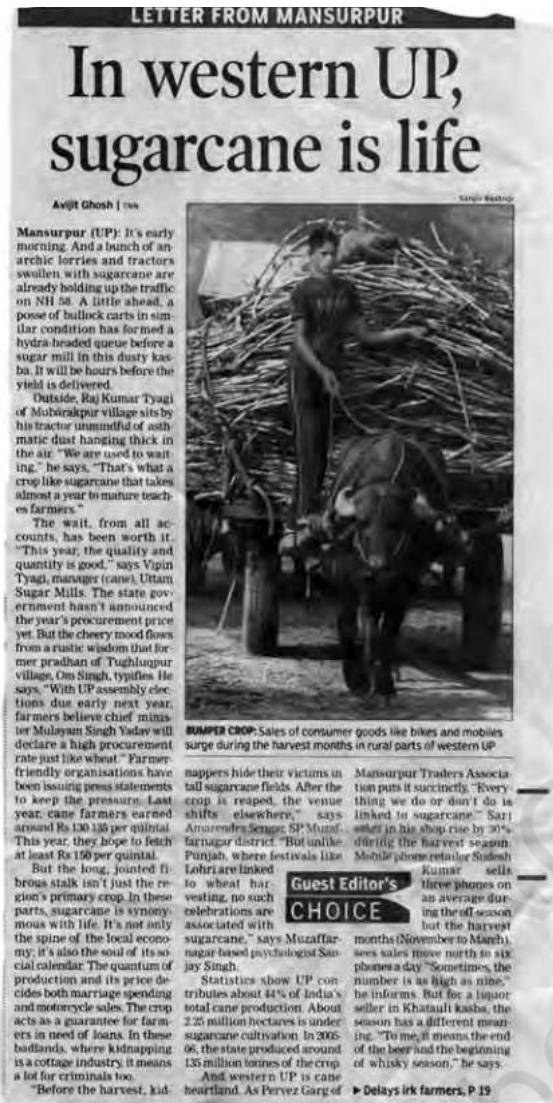 LETTER FROM MANSURPUR
In western UP,
sugarcane is life
Avijit Ghosh | TNN
Mansurpur (UP): It's early
morning. And a bunch of an-
archic lorries and tractors
swollen with sugarcane are
already holding up the traffic
on NH 58. A little ahead, a
posse of bullock carts in sim-
ilar condition has formed a
hydra-headed queue before a
sugar mill in this dusty kas-
ba. It will be hours before the
yield is delivered.
Outside, Raj Kumar Tyagi
of Mubarakpur village sits by
his tractor unmindful of asth-
matic dust hanging thick in
the air. "We are used to wait-
ing," he says, "That's what a
crop like sugarcane that takes
almost a year to mature teach-
es farmers."
The wait, from all ac-
counts, has been worth it.
"This year, the quality and
quantity is good," says Vipin
Tyagi, manager (cane), Uttam
Sugar Mills. The state gov-
ernment hasn't announced
the year's procurement price
yet. But the cheery mood flows
from a rustic wisdom that for-
mer pradhan of Tughluqpur
village, Om Singh, typifies. He
says, "With UP assembly elec-
tions due early next year,
farmers believe chief minis-
ter Mulayam Singh Yadav will
declare a high procurement
rate just like wheat." Farmer-
friendly organisations have
been issuing press statements
to keep the pressure. Last
year, cane farmers earned
around Rs 130-135 per quintal.
This year, they hope to fetch
at least Rs 150 per quintal.
But the long, jointed fi-
brous stalk isn't just the re-
gion's primary crop. In these
parts, sugarcane is synony-
mous with life. It's not only
the spine of the local econo-
my; it's also the soul of its so-
cial calendar. The quantum of
production and its price de-
cides both marriage spending
and motorcycle sales. The crop
acts as a guarantee for farm-
ers in need of loans. In these
badlands, where kidnapping
is a cottage industry, it means
a lot for criminals too.
"Before the harvest, kid-
BUMPER CROP: Sales of consumer goods like bikes and mobiles
surge during the harvest months in rural parts of western UP
nappers hide their victims in
tall sugarcane fields. After the
crop is reaped, the venue
shifts elsewhere," says
Amarendra Sengar, SP, Muzaf-
farnagar district. "But unlike
Punjab, where festivals like
Lohri are linked
to wheat har-
vesting, no such
celebrations are
associated with
sugarcane," says Muzaffar-
nagar-based psychologist San-
jay Singh.
Statistics show UP con-
tributes about 44% of India's
total cane production. About
2.25 million hectares is under
sugarcane cultivation. In 2005-
06, the state produced around
135 million tonnes of the crop.
And western UP is cane
heartland. As Pervez Garg of
Guest Editor's
CHOICE
Mansurpur Traders Associa-
tion puts it succinctly, "Every-
thing we do or don't do is
linked to sugarcane." Sari
sales in his shop rise by 30%
during the harvest season.
Mobile phone retailer Sudesh
Kumar sells
three phones on
an average dur-
ing the off-season
but the harvest
months (November to March),
sees sales move north to six
phones a day. "Sometimes, the
number is as high as nine,"
he informs. But for a liquor
seller in Khatauli kasba, the
season has a different mean-
ing. "To me, it means the end
of the beer and the beginning
of whisky season," he says.
▶ Delays irk farmers, P 19